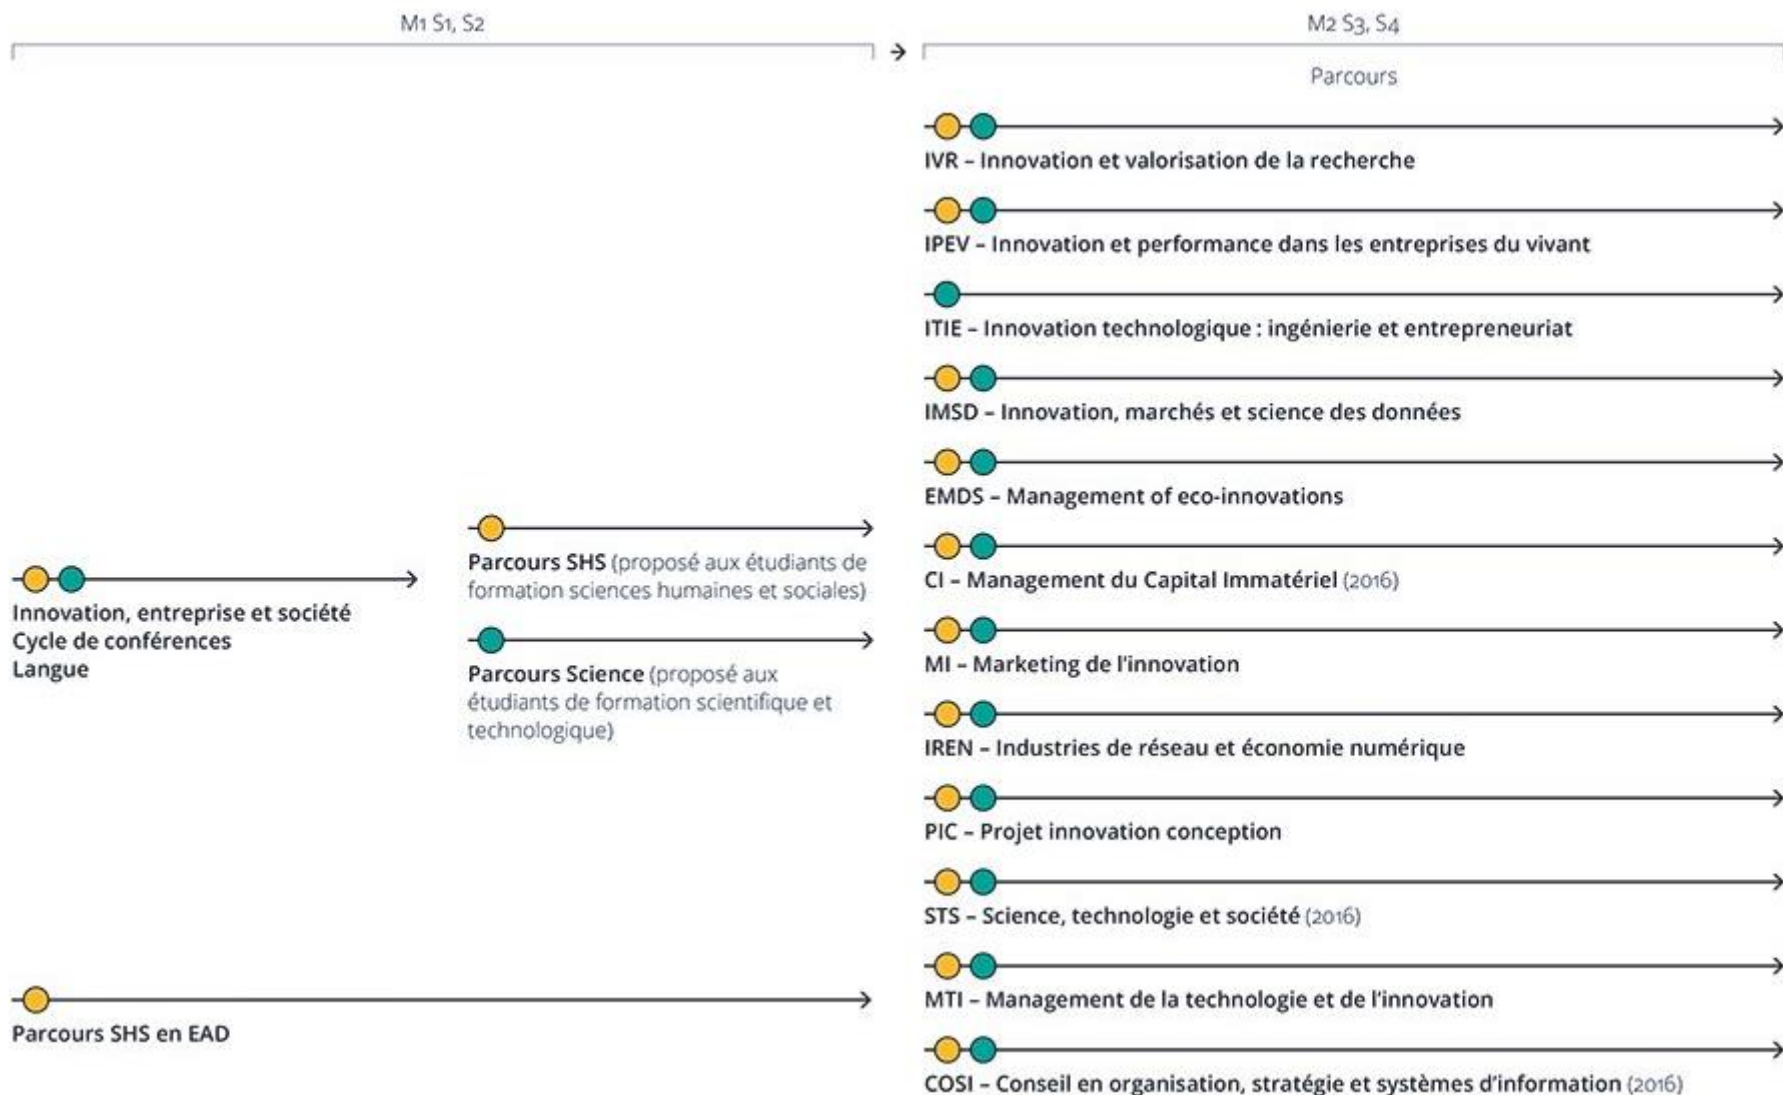 M1 S1, S2
Innovation, entreprise et société
Cycle de conférences
Langue
Parcours SHS (proposé aux étudiants de
formation sciences humaines et sociales)
Parcours Science (proposé aux
étudiants de formation scientifique et
technologique)
Parcours SHS en EAD
M2 S3, S4
Parcours
IVR – Innovation et valorisation de la recherche
IPEV – Innovation et performance dans les entreprises du vivant
ITIE – Innovation technologique : ingénierie et entrepreneuriat
IMSD – Innovation, marchés et science des données
EMDS – Management of eco-innovations
CI – Management du Capital Immatériel (2016)
MI – Marketing de l'innovation
IREN – Industries de réseau et économie numérique
PIC – Projet innovation conception
STS – Science, technologie et société (2016)
MTI – Management de la technologie et de l'innovation
COSI – Conseil en organisation, stratégie et systèmes d'information (2016)